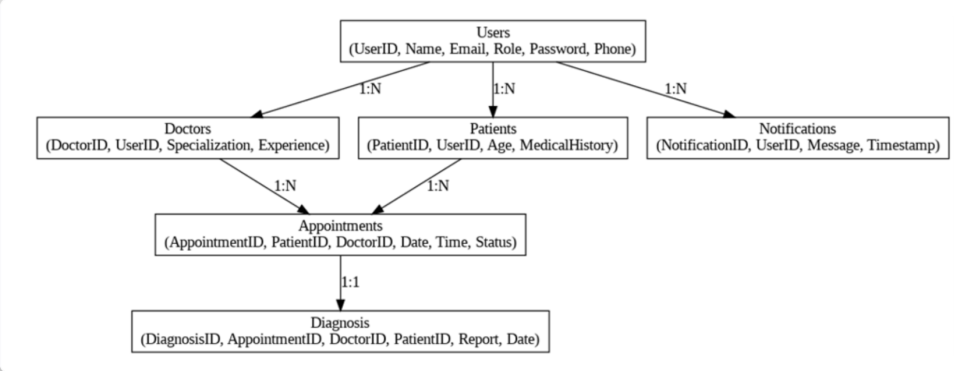 Users
(UserID, Name, Email, Role, Password, Phone)
1:N
1:N
1:N
Doctors
(DoctorID, UserID, Specialization, Experience)
Patients
(PatientID, UserID, Age, MedicalHistory)
Notifications
(NotificationID, UserID, Message, Timestamp)
1:N
1:N
Appointments
(AppointmentID, PatientID, DoctorID, Date, Time, Status)
1:1
Diagnosis
(DiagnosisID, AppointmentID, DoctorID, PatientID, Report, Date)